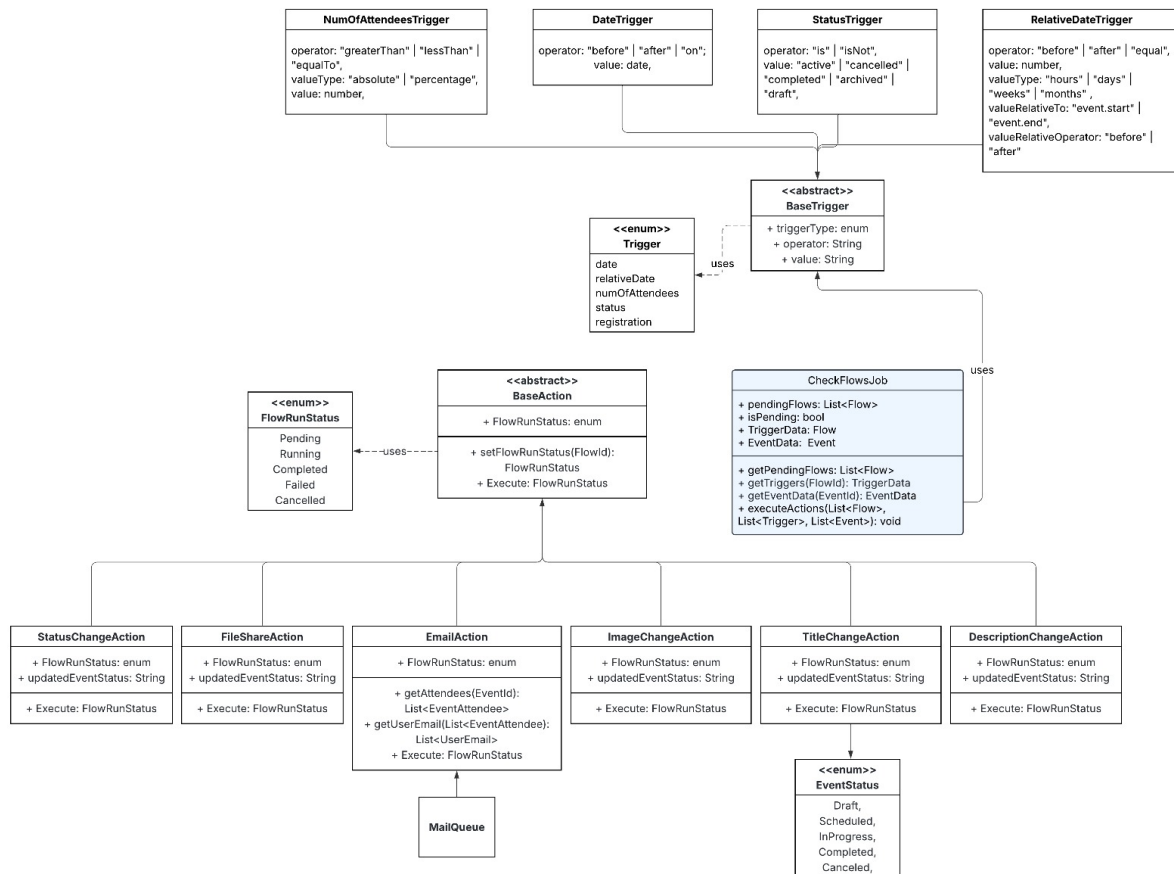 NumOfAttendeesTrigger
operator: "greaterThan" | "lessThan" |
"equalTo",
valueType: "absolute" | "percentage",
value: number,
DateTrigger
operator: "before" | "after" | "on";
value: date,
StatusTrigger
operator: "is" | "isNot",
value: "active" | "cancelled" |
"completed" | "archived" |
"draft",
RelativeDateTrigger
operator: "before" | "after" | "equal",
value: number,
valueType: "hours" | "days" |
"weeks" | "months" ,
valueRelativeTo: "event.start" |
"event.end",
valueRelativeOperator: "before" |
"after"
<<abstract>>
BaseTrigger
+ triggerType: enum
+ operator: String
+ value: String
<<enum>>
Trigger
date
relativeDate
numOfAttendees
status
registration
uses
uses
<<abstract>>
BaseAction
+ FlowRunStatus: enum
+ setFlowRunStatus(FlowId):
FlowRunStatus
+ Execute: FlowRunStatus
<<enum>>
FlowRunStatus
Pending
Running
Completed
Failed
Cancelled
uses
CheckFlowsJob
+ pendingFlows: List<Flow>
+ isPending: bool
+ TriggerData: Flow
+ EventData: Event
+ getPendingFlows: List<Flow>
+ getTriggers(FlowId): TriggerData
+ getEventData(EventId): EventData
+ executeActions(List<Flow>,
List<Trigger>, List<Event>): void
StatusChangeAction
+ FlowRunStatus: enum
+ updatedEventStatus: String
+ Execute: FlowRunStatus
FileShareAction
+ FlowRunStatus: enum
+ updatedEventStatus: String
+ Execute: FlowRunStatus
EmailAction
+ FlowRunStatus: enum
+ getAttendees(EventId):
List<EventAttendee>
+ getUserEmail(List<EventAttendee):
List<UserEmail>
+ Execute: FlowRunStatus
ImageChangeAction
+ FlowRunStatus: enum
+ updatedEventStatus: String
+ Execute: FlowRunStatus
TitleChangeAction
+ FlowRunStatus: enum
+ updatedEventStatus: String
+ Execute: FlowRunStatus
DescriptionChangeAction
+ FlowRunStatus: enum
+ updatedEventStatus: String
+ Execute: FlowRunStatus
MailQueue
<<enum>>
EventStatus
Draft,
Scheduled,
InProgress,
Completed,
Canceled,